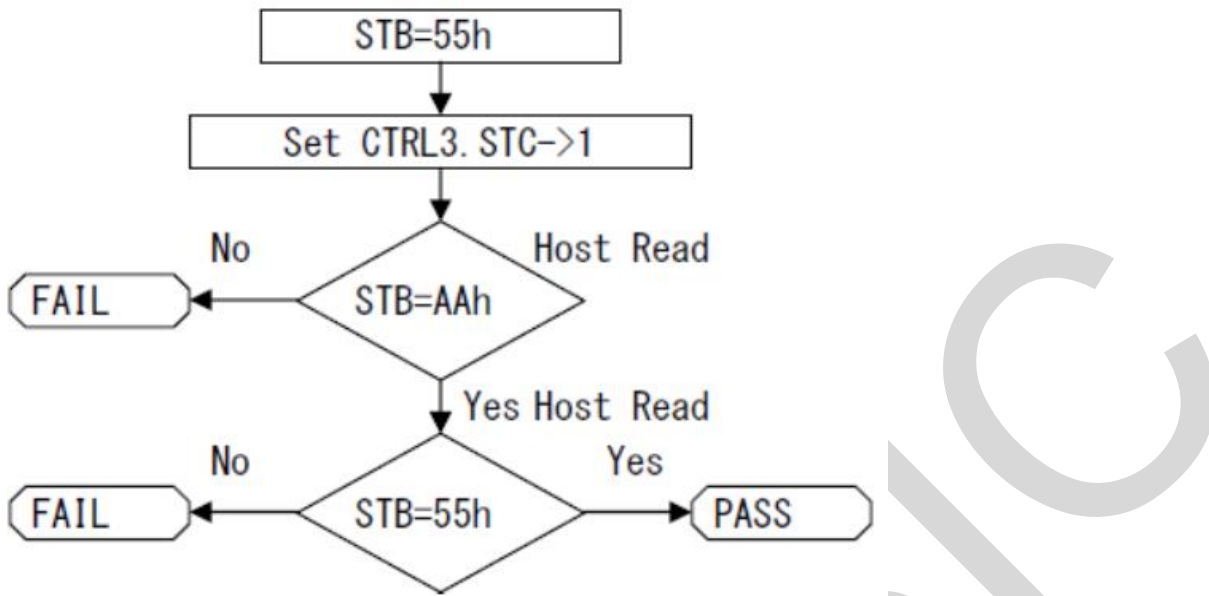 STB=55h
Set CTRL3.STC->1
No
Host Read
FAIL
STB=AAh
Yes Host Read
No
Yes
FAIL
STB=55h
PASS